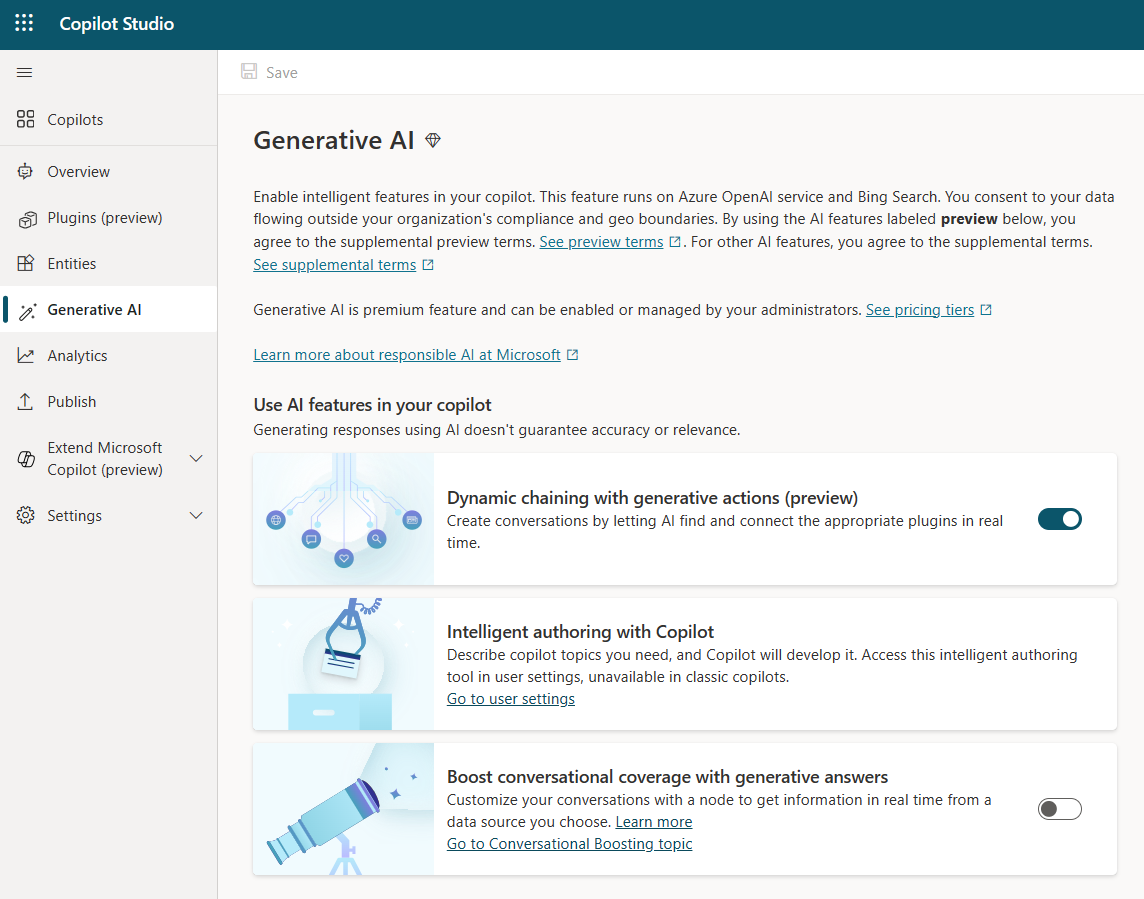 Copilot Studio
Save
Copilots
Overview
Plugins (preview)
Entities
Generative AI
Analytics
Publish
Extend Microsoft
Copilot (preview)
Settings
Generative AI
Enable intelligent features in your copilot. This feature runs on Azure OpenAI service and Bing Search. You consent to your data
flowing outside your organization's compliance and geo boundaries. By using the AI features labeled preview below, you
agree to the supplemental preview terms. See preview terms. For other AI features, you agree to the supplemental terms.
See supplemental terms
Generative AI is premium feature and can be enabled or managed by your administrators. See pricing tiers
Learn more about responsible AI at Microsoft
Use AI features in your copilot
Generating responses using AI doesn't guarantee accuracy or relevance.
Dynamic chaining with generative actions (preview)
Create conversations by letting AI find and connect the appropriate plugins in real
time.
Intelligent authoring with Copilot
Describe copilot topics you need, and Copilot will develop it. Access this intelligent authoring
tool in user settings, unavailable in classic copilots.
Go to user settings
Boost conversational coverage with generative answers
Customize your conversations with a node to get information in real time from a
data source you choose. Learn more
Go to Conversational Boosting topic